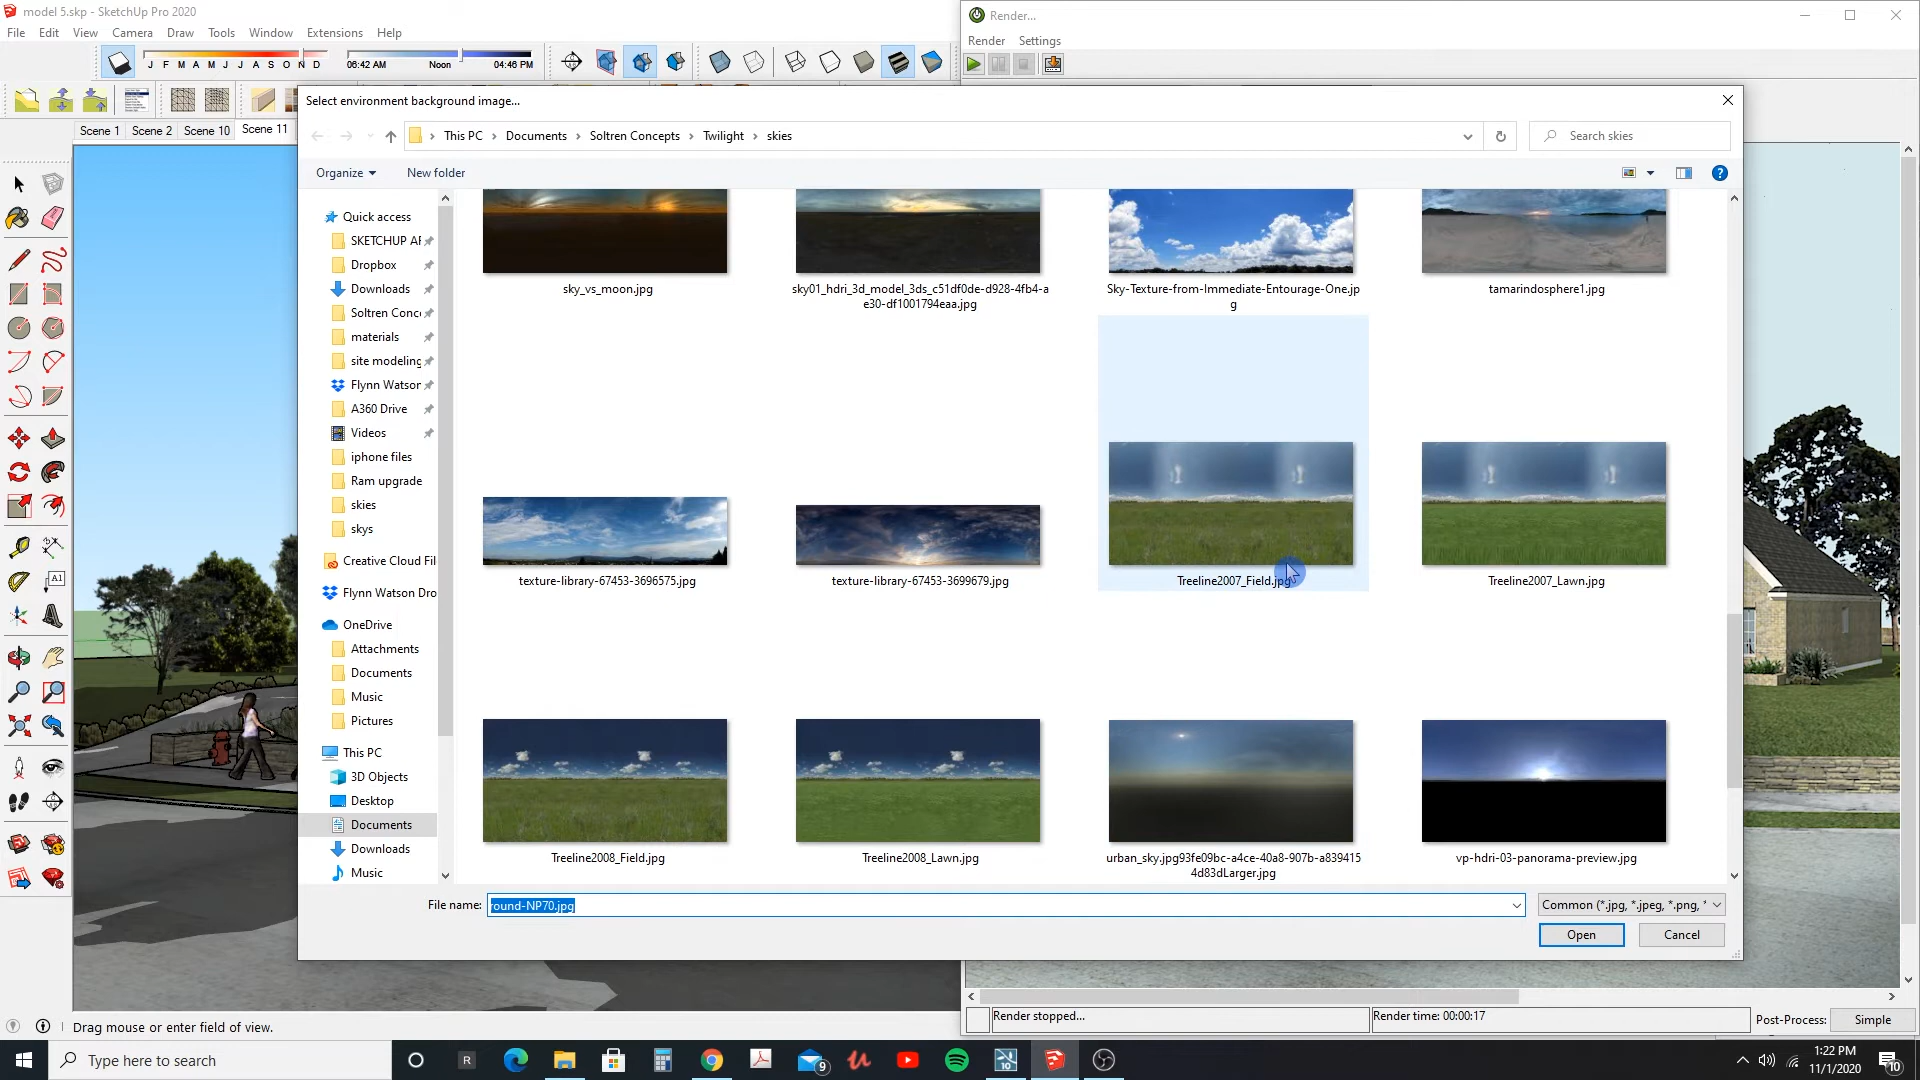 model 5.skp - SketchUp Pro 2020
File Edit View Camera Draw Tools Window Extensions Help
J F M A M J J A S O N D
06:42 AM Noon 04:46 PM
Scene 1 Scene 2 Scene 10 Scene 11
Render...
Render Settings
Select environment background image...
This PC > Documents > Soltren Concepts > Twilight > skies
Search skies
Organize New folder
Quick access
SKETCHUP AF
Dropbox
Downloads
Soltren Conc
materials
site modeling
Flynn Watson
A360 Drive
Videos
iphone files
Ram upgrade
skies
skys
Creative Cloud Fil
Flynn Watson Dro
OneDrive
Attachments
Documents
Music
Pictures
This PC
3D Objects
Desktop
Documents
Downloads
Music
sky_vs_moon.jpg
sky01_hdri_3d_model_3ds_c51df0de-d928-4fb4-a
e30-df1001794eaa.jpg
Sky-Texture-from-Immediate-Entourage-One.jp
g
tamarindosphere1.jpg
texture-library-67453-3696575.jpg
texture-library-67453-3699679.jpg
Treeline2007_Field.jpg
Treeline2007_Lawn.jpg
Treeline2008_Field.jpg
Treeline2008_Lawn.jpg
urban_sky.jpg93fe09bc-a4ce-40a8-907b-a839415
4d83dLarger.jpg
vp-hdri-03-panorama-preview.jpg
File name: round-NP70.jpg
Common (*.jpg, *.jpeg, *.png, *
Open Cancel
A1
Drag mouse or enter field of view.
Render stopped...
Render time: 00:00:17
Post-Process: Simple
Type here to search
R
9
10
1:22 PM
11/1/2020
10